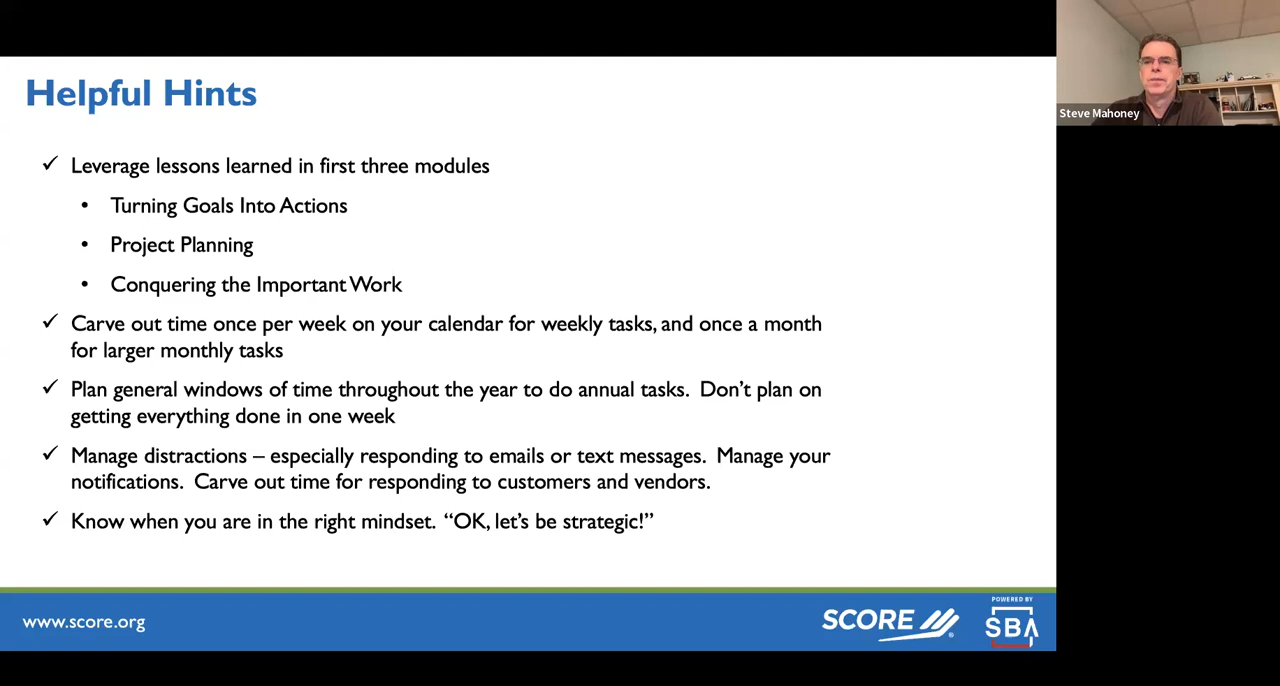 Helpful Hints
✓ Leverage lessons learned in first three modules
• Turning Goals Into Actions
• Project Planning
• Conquering the Important Work
✓ Carve out time once per week on your calendar for weekly tasks, and once a month
for larger monthly tasks
✓ Plan general windows of time throughout the year to do annual tasks.  Don’t plan on
getting everything done in one week
✓ Manage distractions – especially responding to emails or text messages.  Manage your
notifications.  Carve out time for responding to customers and vendors.
✓ Know when you are in the right mindset.  “OK, let’s be strategic!”
www.score.org
SCORE
®
POWERED BY
SBA
Steve Mahoney